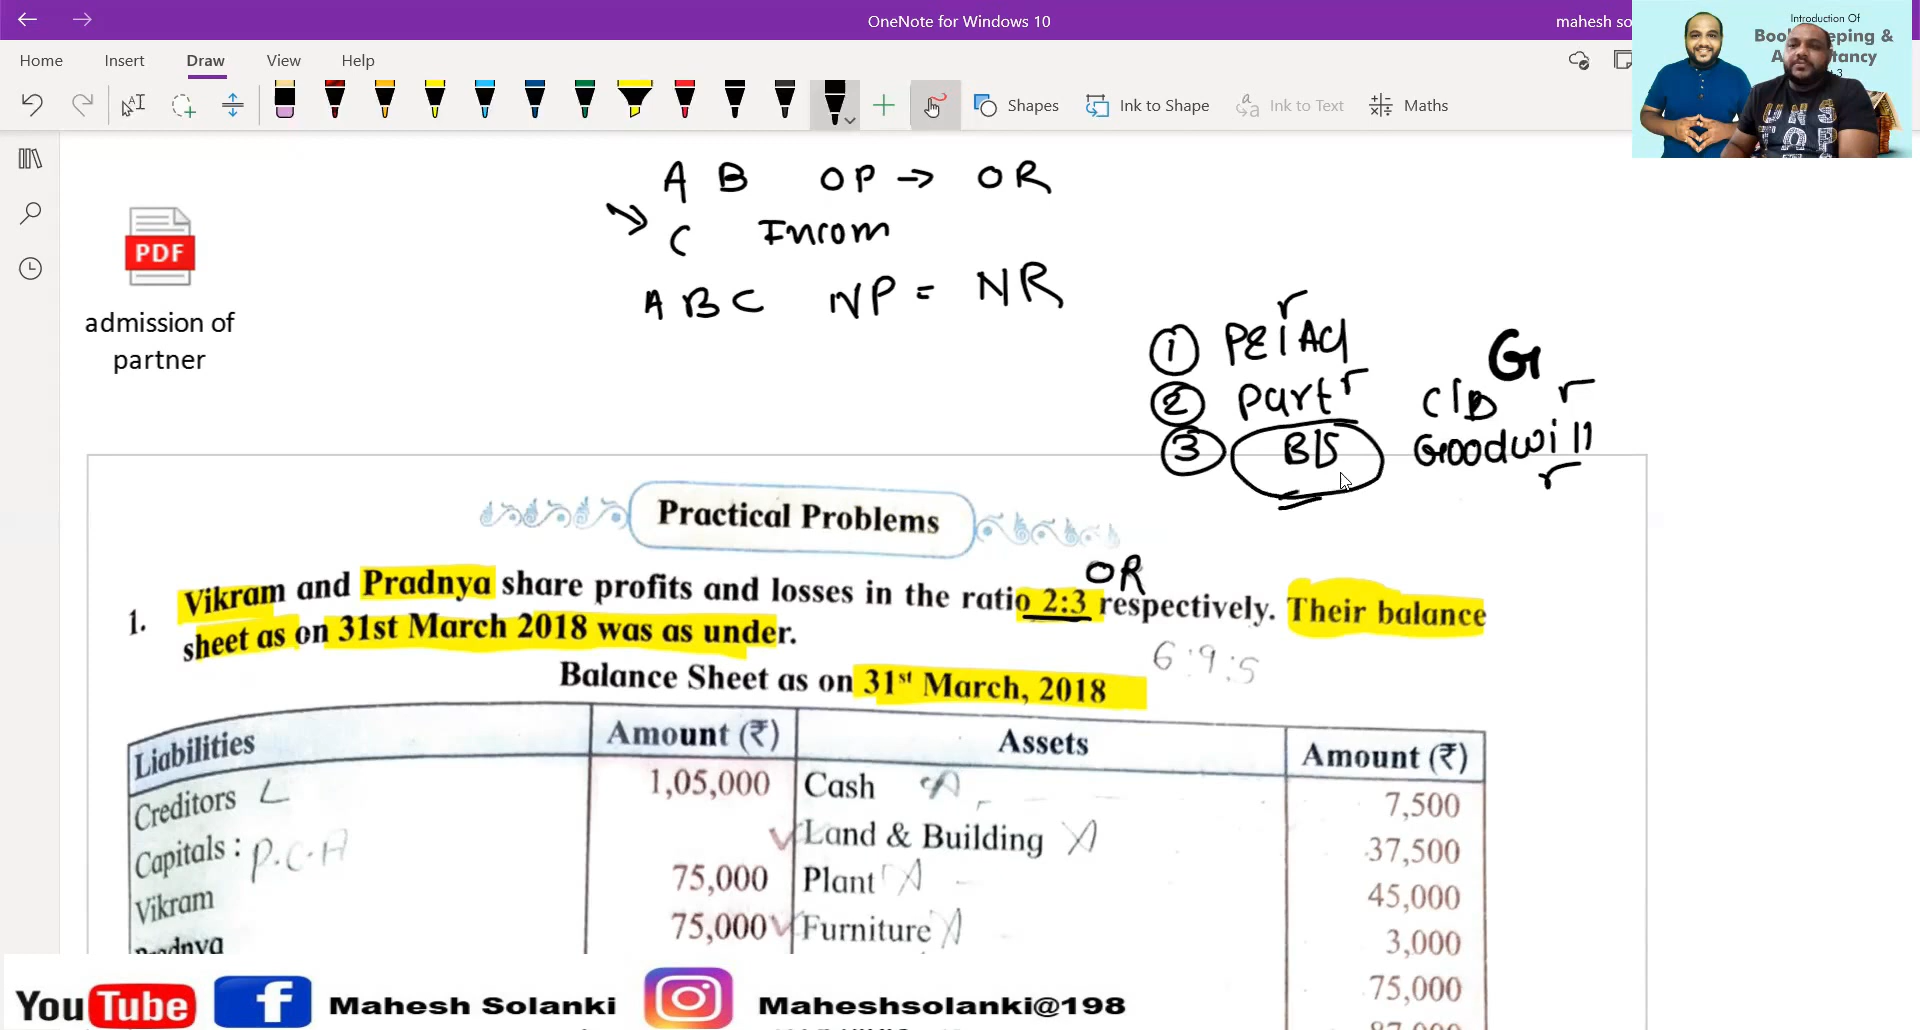 OneNote for Windows 10
mahesh so
Introduction Of
Home Insert Draw View Help
Shapes Ink to Shape Ink to Text Maths
UNS
TOP
PDF
admission of
partner
A B OP → OR
C Incom
A B C NP = NR
1 PElAcl
2 Part C/B
3 B/S Goodwill
G
Practical Problems
OR
1. Vikram and Pradnya share profits and losses in the ratio 2:3 respectively. Their balance
sheet as on 31st March 2018 was as under.
6:9:5
Balance Sheet as on 31st March, 2018
Liabilities Amount (₹) Assets Amount (₹)
Creditors L 1,05,000 Cash 7,500
Capitals : P.C.A Land & Building 37,500
Vikram 75,000 Plant 45,000
75,000 Furniture 3,000
75,000
YouTube f Mahesh Solanki Maheshsolanki@198